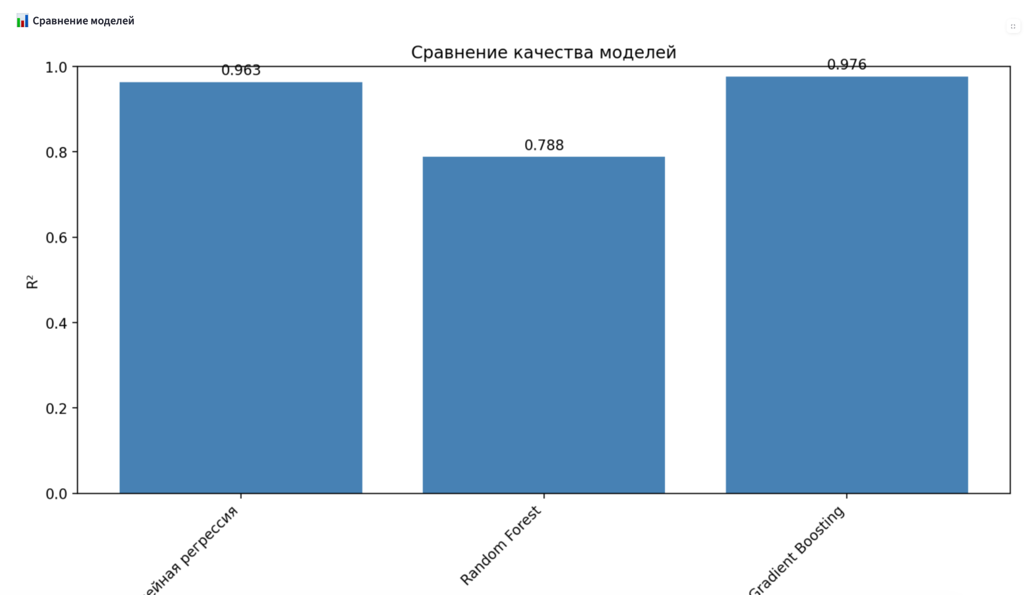 Сравнение моделей
Сравнение качества моделей
1.0
0.963
0.976
0.8
0.788
0.6
R²
0.4
0.2
0.0
ейная регрессия
Random Forest
Gradient Boosting